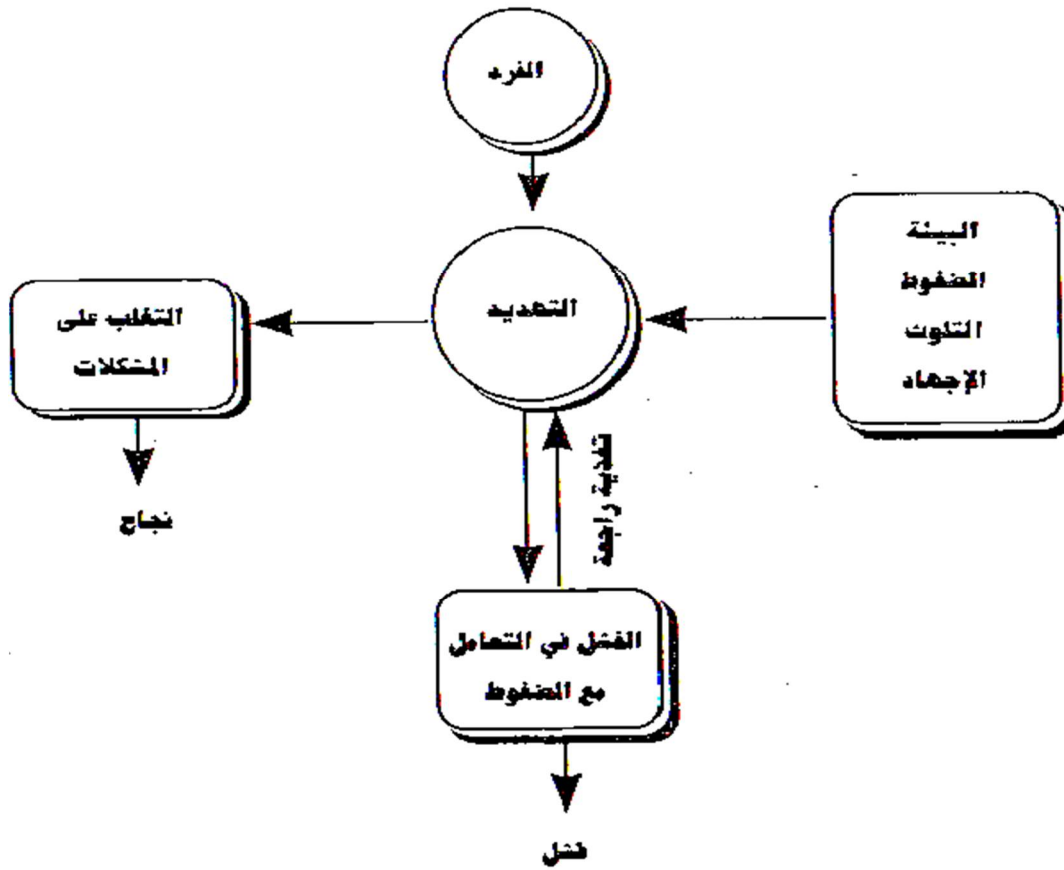 الفرد
البيئة
الضغوط
التلوث
الإجهاد
التهديد
التغلب على
المشكلات
نجاح
تغذية راجعة
الفشل في التعامل
مع الضغوط
فشل